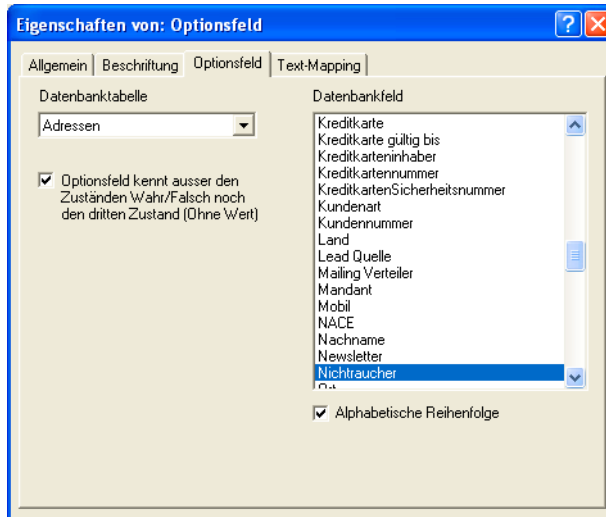 Eigenschaften von: Optionsfeld
Allgemein
Beschriftung
Optionsfeld
Text-Mapping
Datenbanktabelle
Adressen
Optionsfeld kennt ausser den
Zuständen Wahr/Falsch noch
den dritten Zustand (Ohne Wert)
Datenbankfeld
Kreditkarte
Kreditkarte gültig bis
Kreditkarteninhaber
Kreditkartennummer
KreditkartenSicherheitsnummer
Kundenart
Kundennummer
Land
Lead Quelle
Mailing Verteiler
Mandant
Mobil
NACE
Nachname
Newsletter
Nichtraucher
Alphabetische Reihenfolge